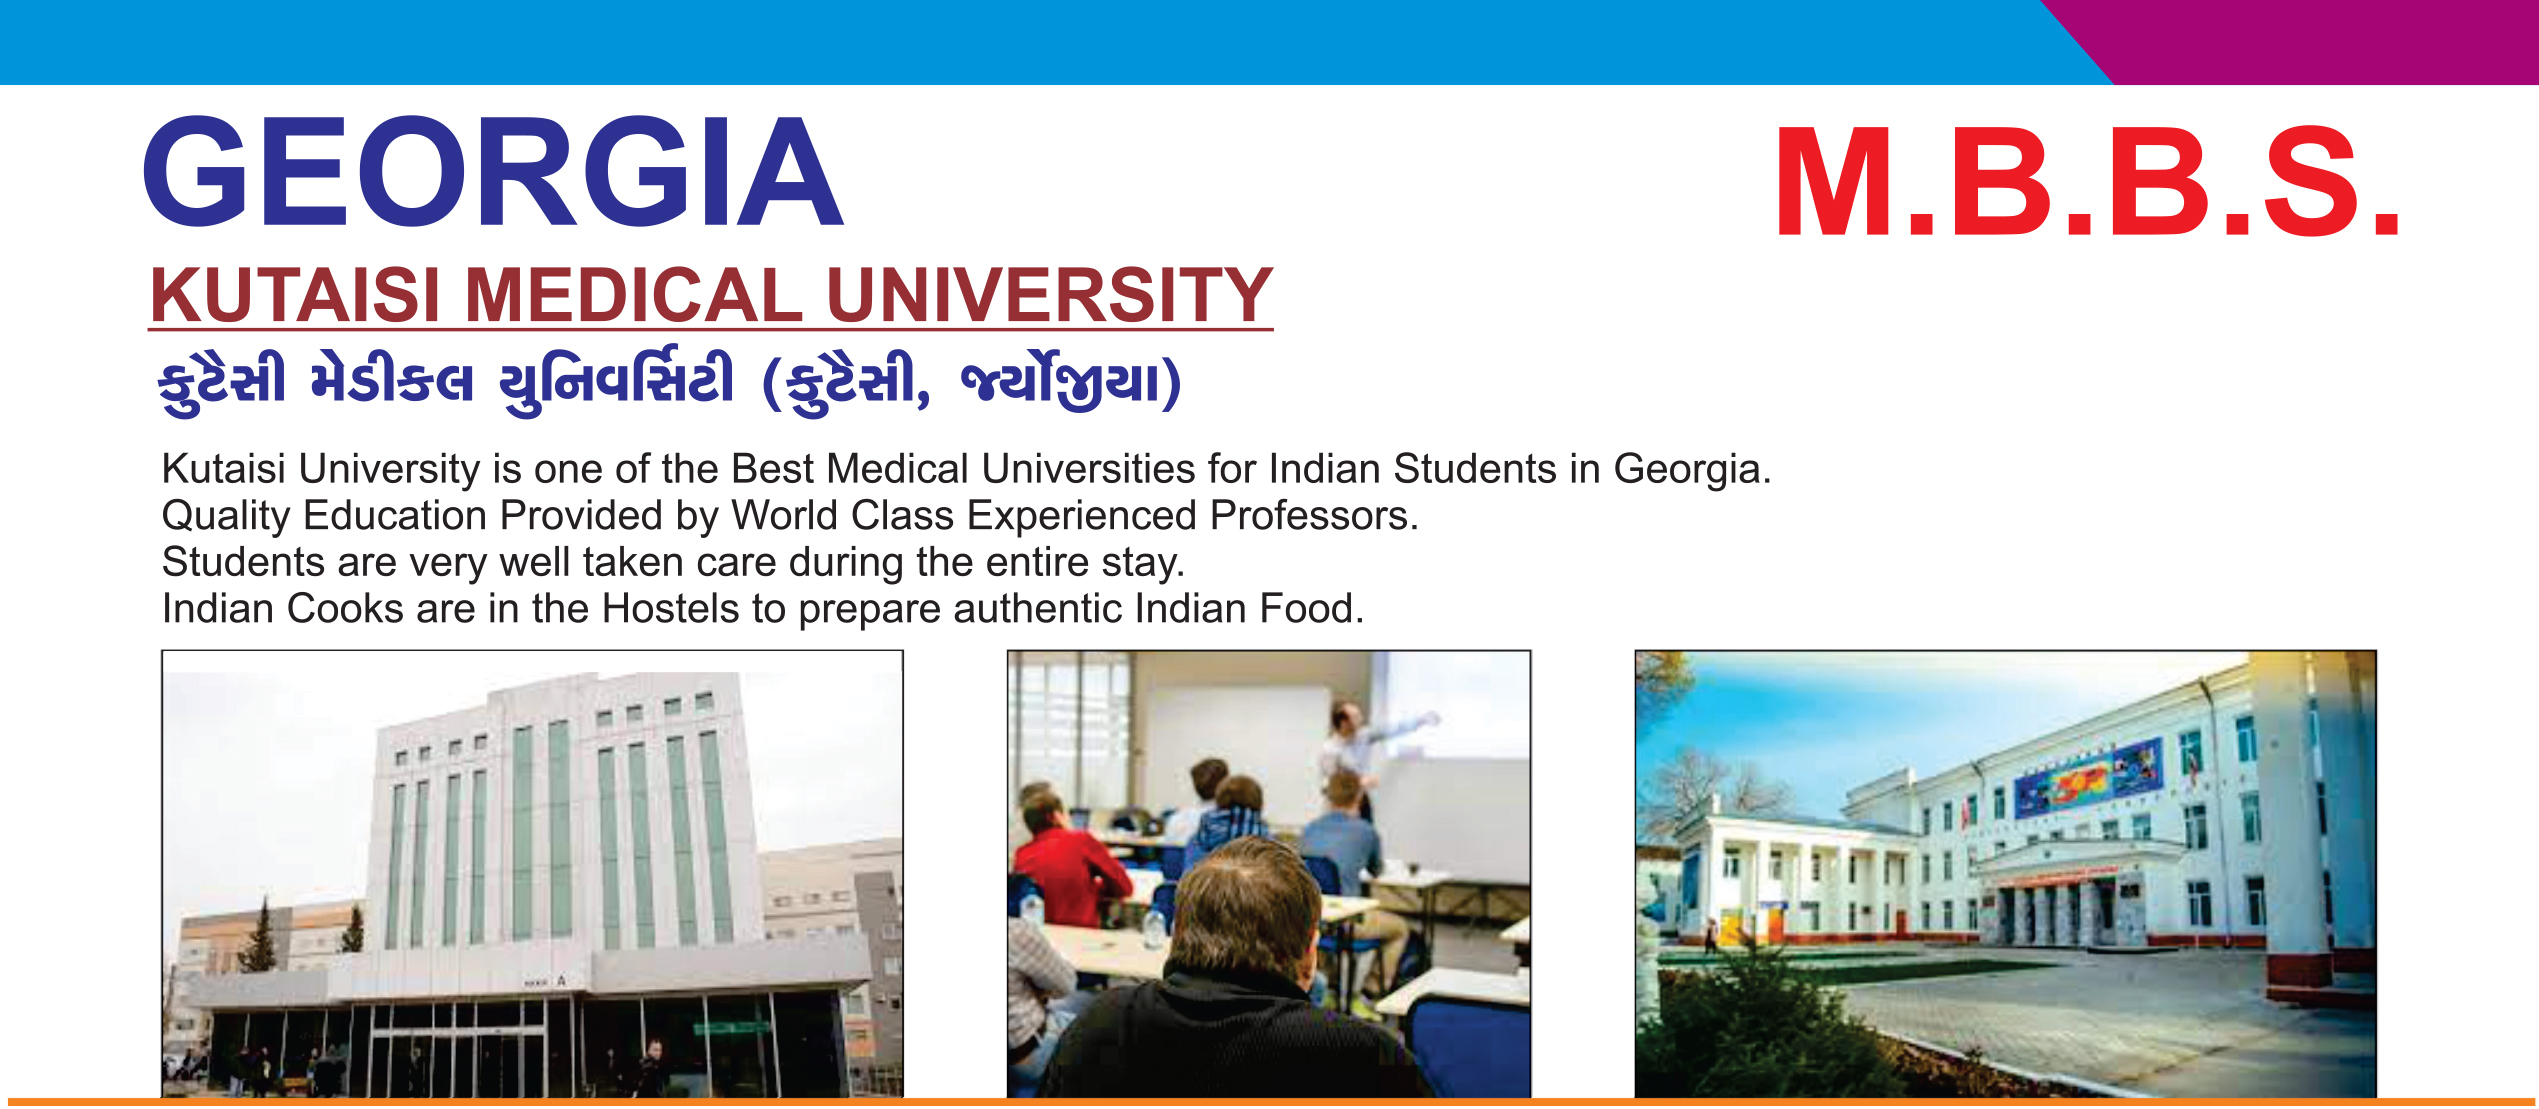 GEORGIA
M.B.B.S.
KUTAISI MEDICAL UNIVERSITY
કુટૈસી મેડીકલ યુનિવર્સિટી (કુટૈસી, જ્યોર્જીયા)
Kutaisi University is one of the Best Medical Universities for Indian Students in Georgia.
Quality Education Provided by World Class Experienced Professors.
Students are very well taken care during the entire stay.
Indian Cooks are in the Hostels to prepare authentic Indian Food.